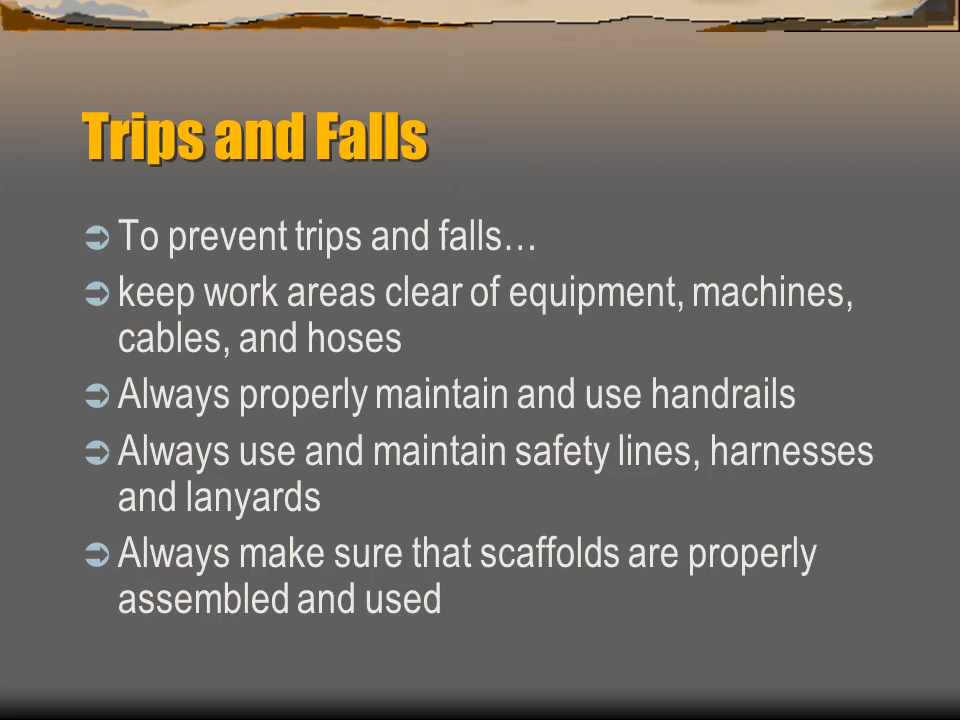 Trips and Falls
To prevent trips and falls…
keep work areas clear of equipment, machines,
cables, and hoses
Always properly maintain and use handrails
Always use and maintain safety lines, harnesses
and lanyards
Always make sure that scaffolds are properly
assembled and used